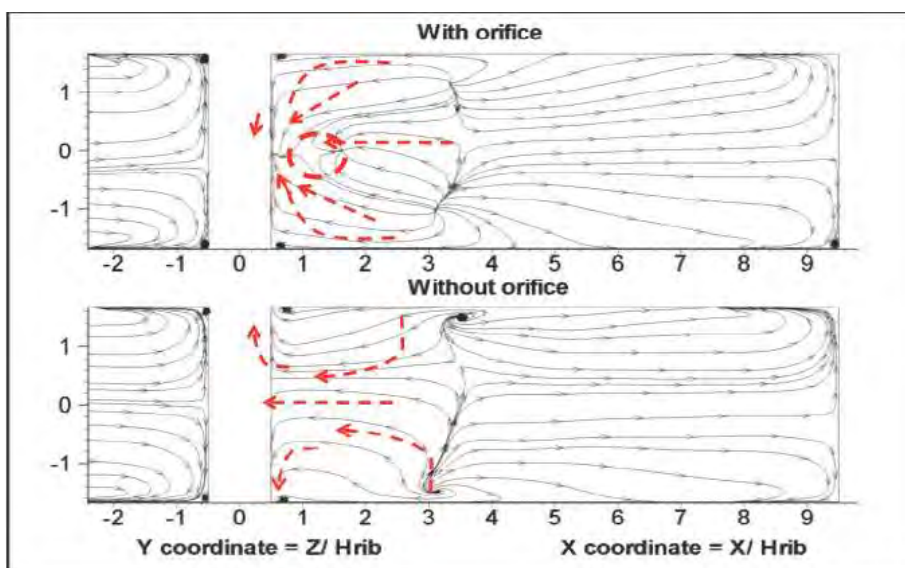 With orifice
1
0
-1
-2 -1 0 1 2 3 4 5 6 7 8 9
Without orifice
1
0
-1
-2 -1 0 1 2 3 4 5 6 7 8 9
Y coordinate = Z/ Hrib X coordinate = X/ Hrib